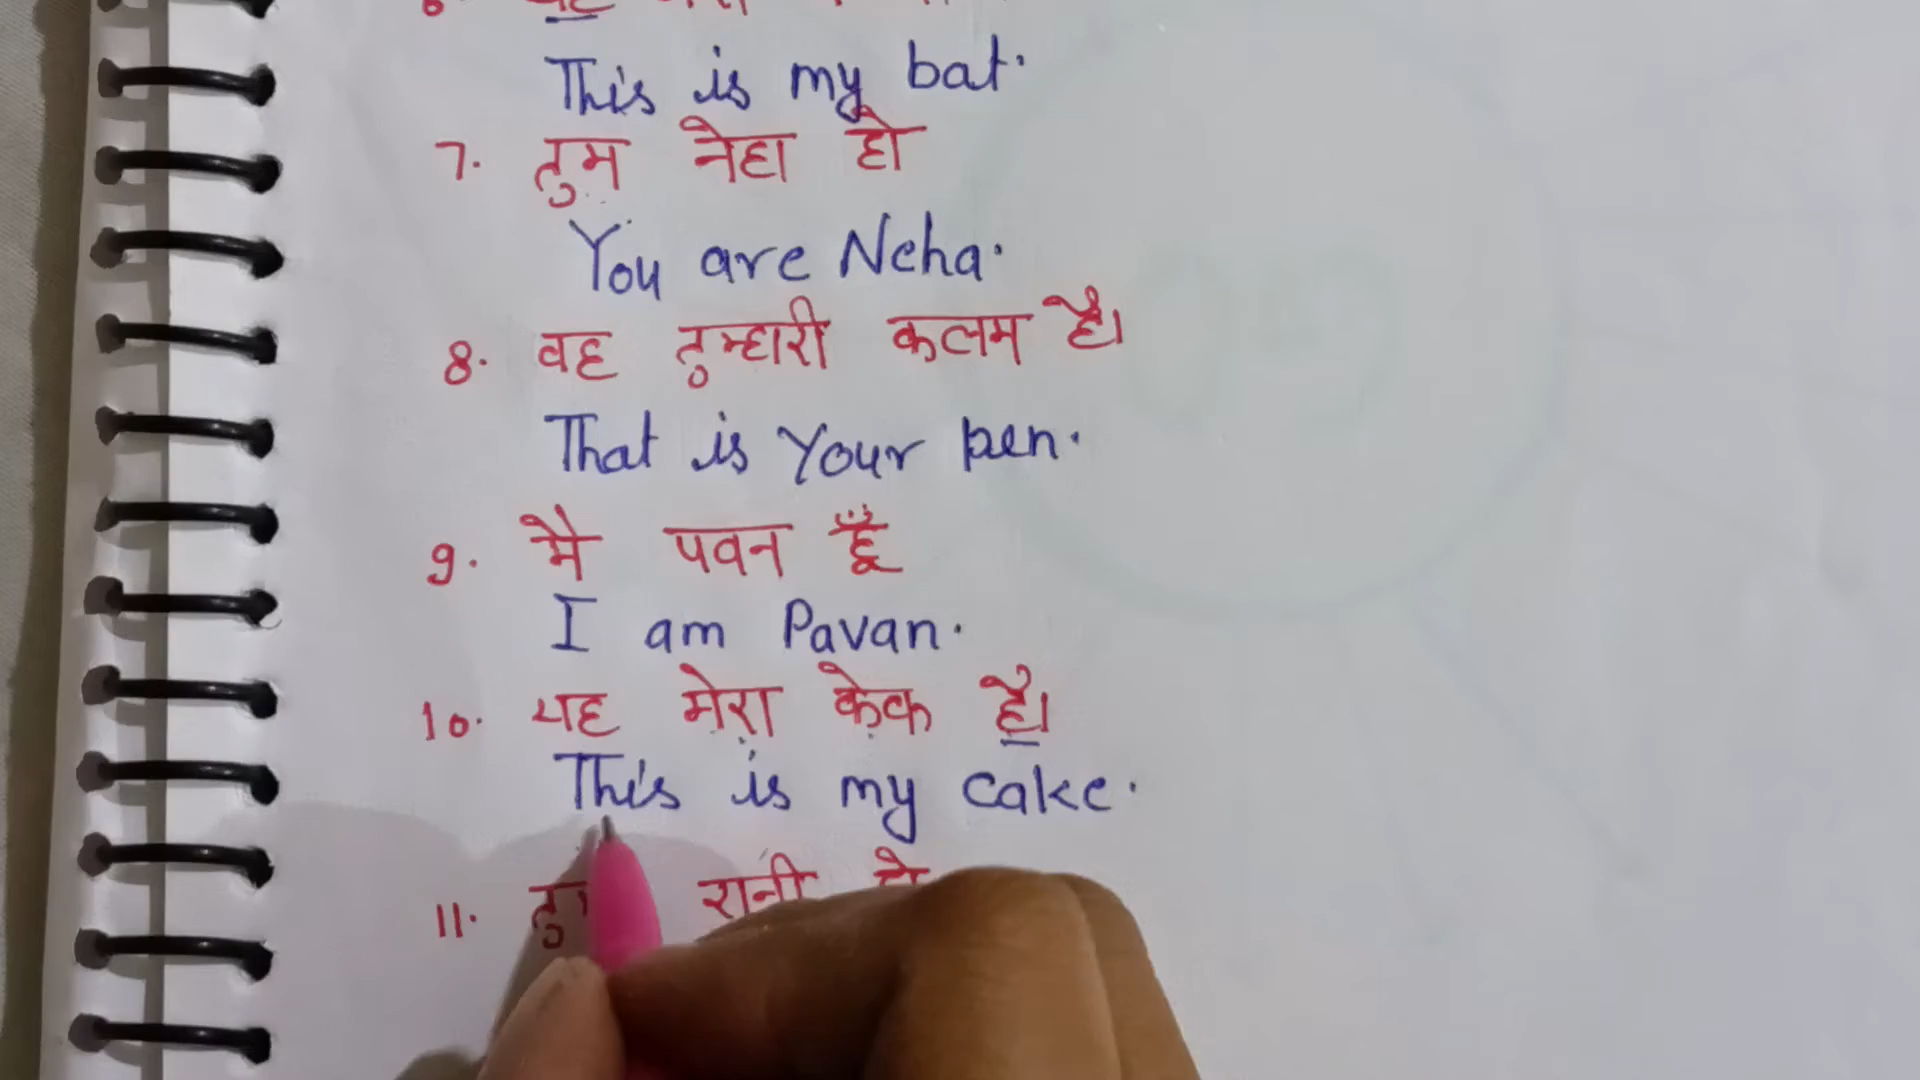 This is my bat.
7. तुम नेहा हो
You are Neha.
8. वह तुम्हारी कलम है।
That is Your pen.
9. मै पवन हूँ
I am Pavan.
10. यह मेरा केक है।
This is my cake.
11. रानी